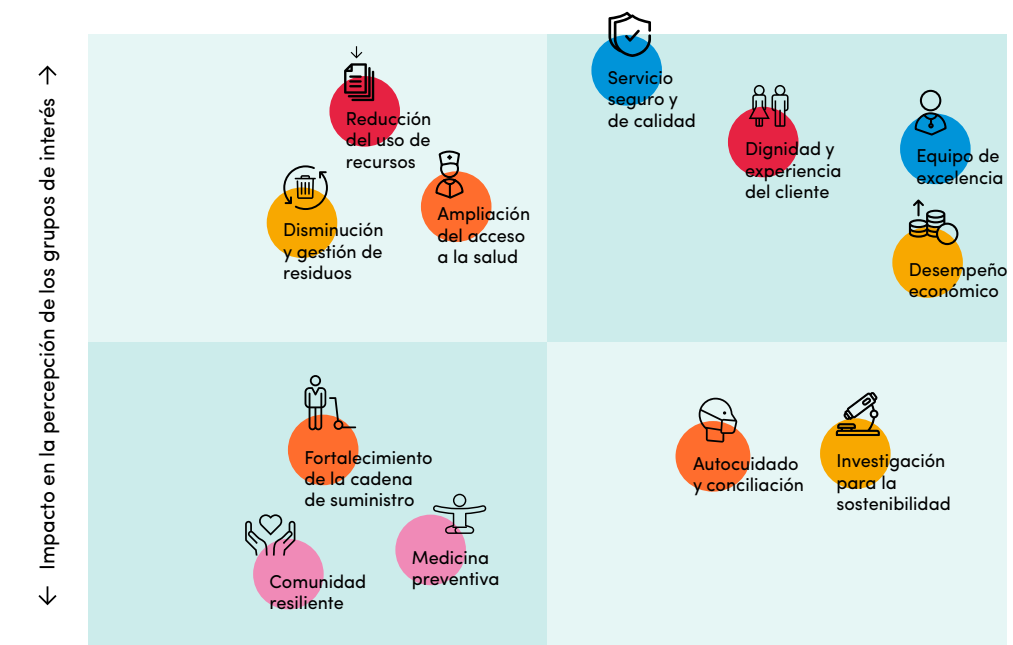 Impacto en la percepción de los grupos de interés
Reducción
del uso de
recursos
Disminución
y gestión de
residuos
Ampliación
del acceso
a la salud
Servicio
seguro y
de calidad
Dignidad y
experiencia
del cliente
Equipo de
excelencia
Desempeño
económico
Fortalecimiento
de la cadena
de suministro
Comunidad
resiliente
Medicina
preventiva
Autocuidado
y conciliación
Investigación
para la
sostenibilidad